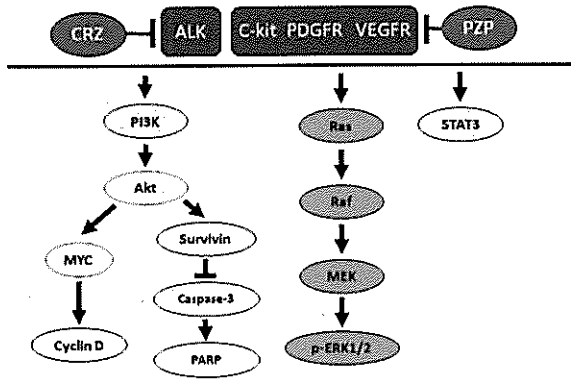 CRZ ALK C-kit PDGFR VEGFR PZP
PI3K Ras STAT3
Akt Raf
MYC Survivin MEK
Caspase-3
Cyclin D PARP p-ERK1/2